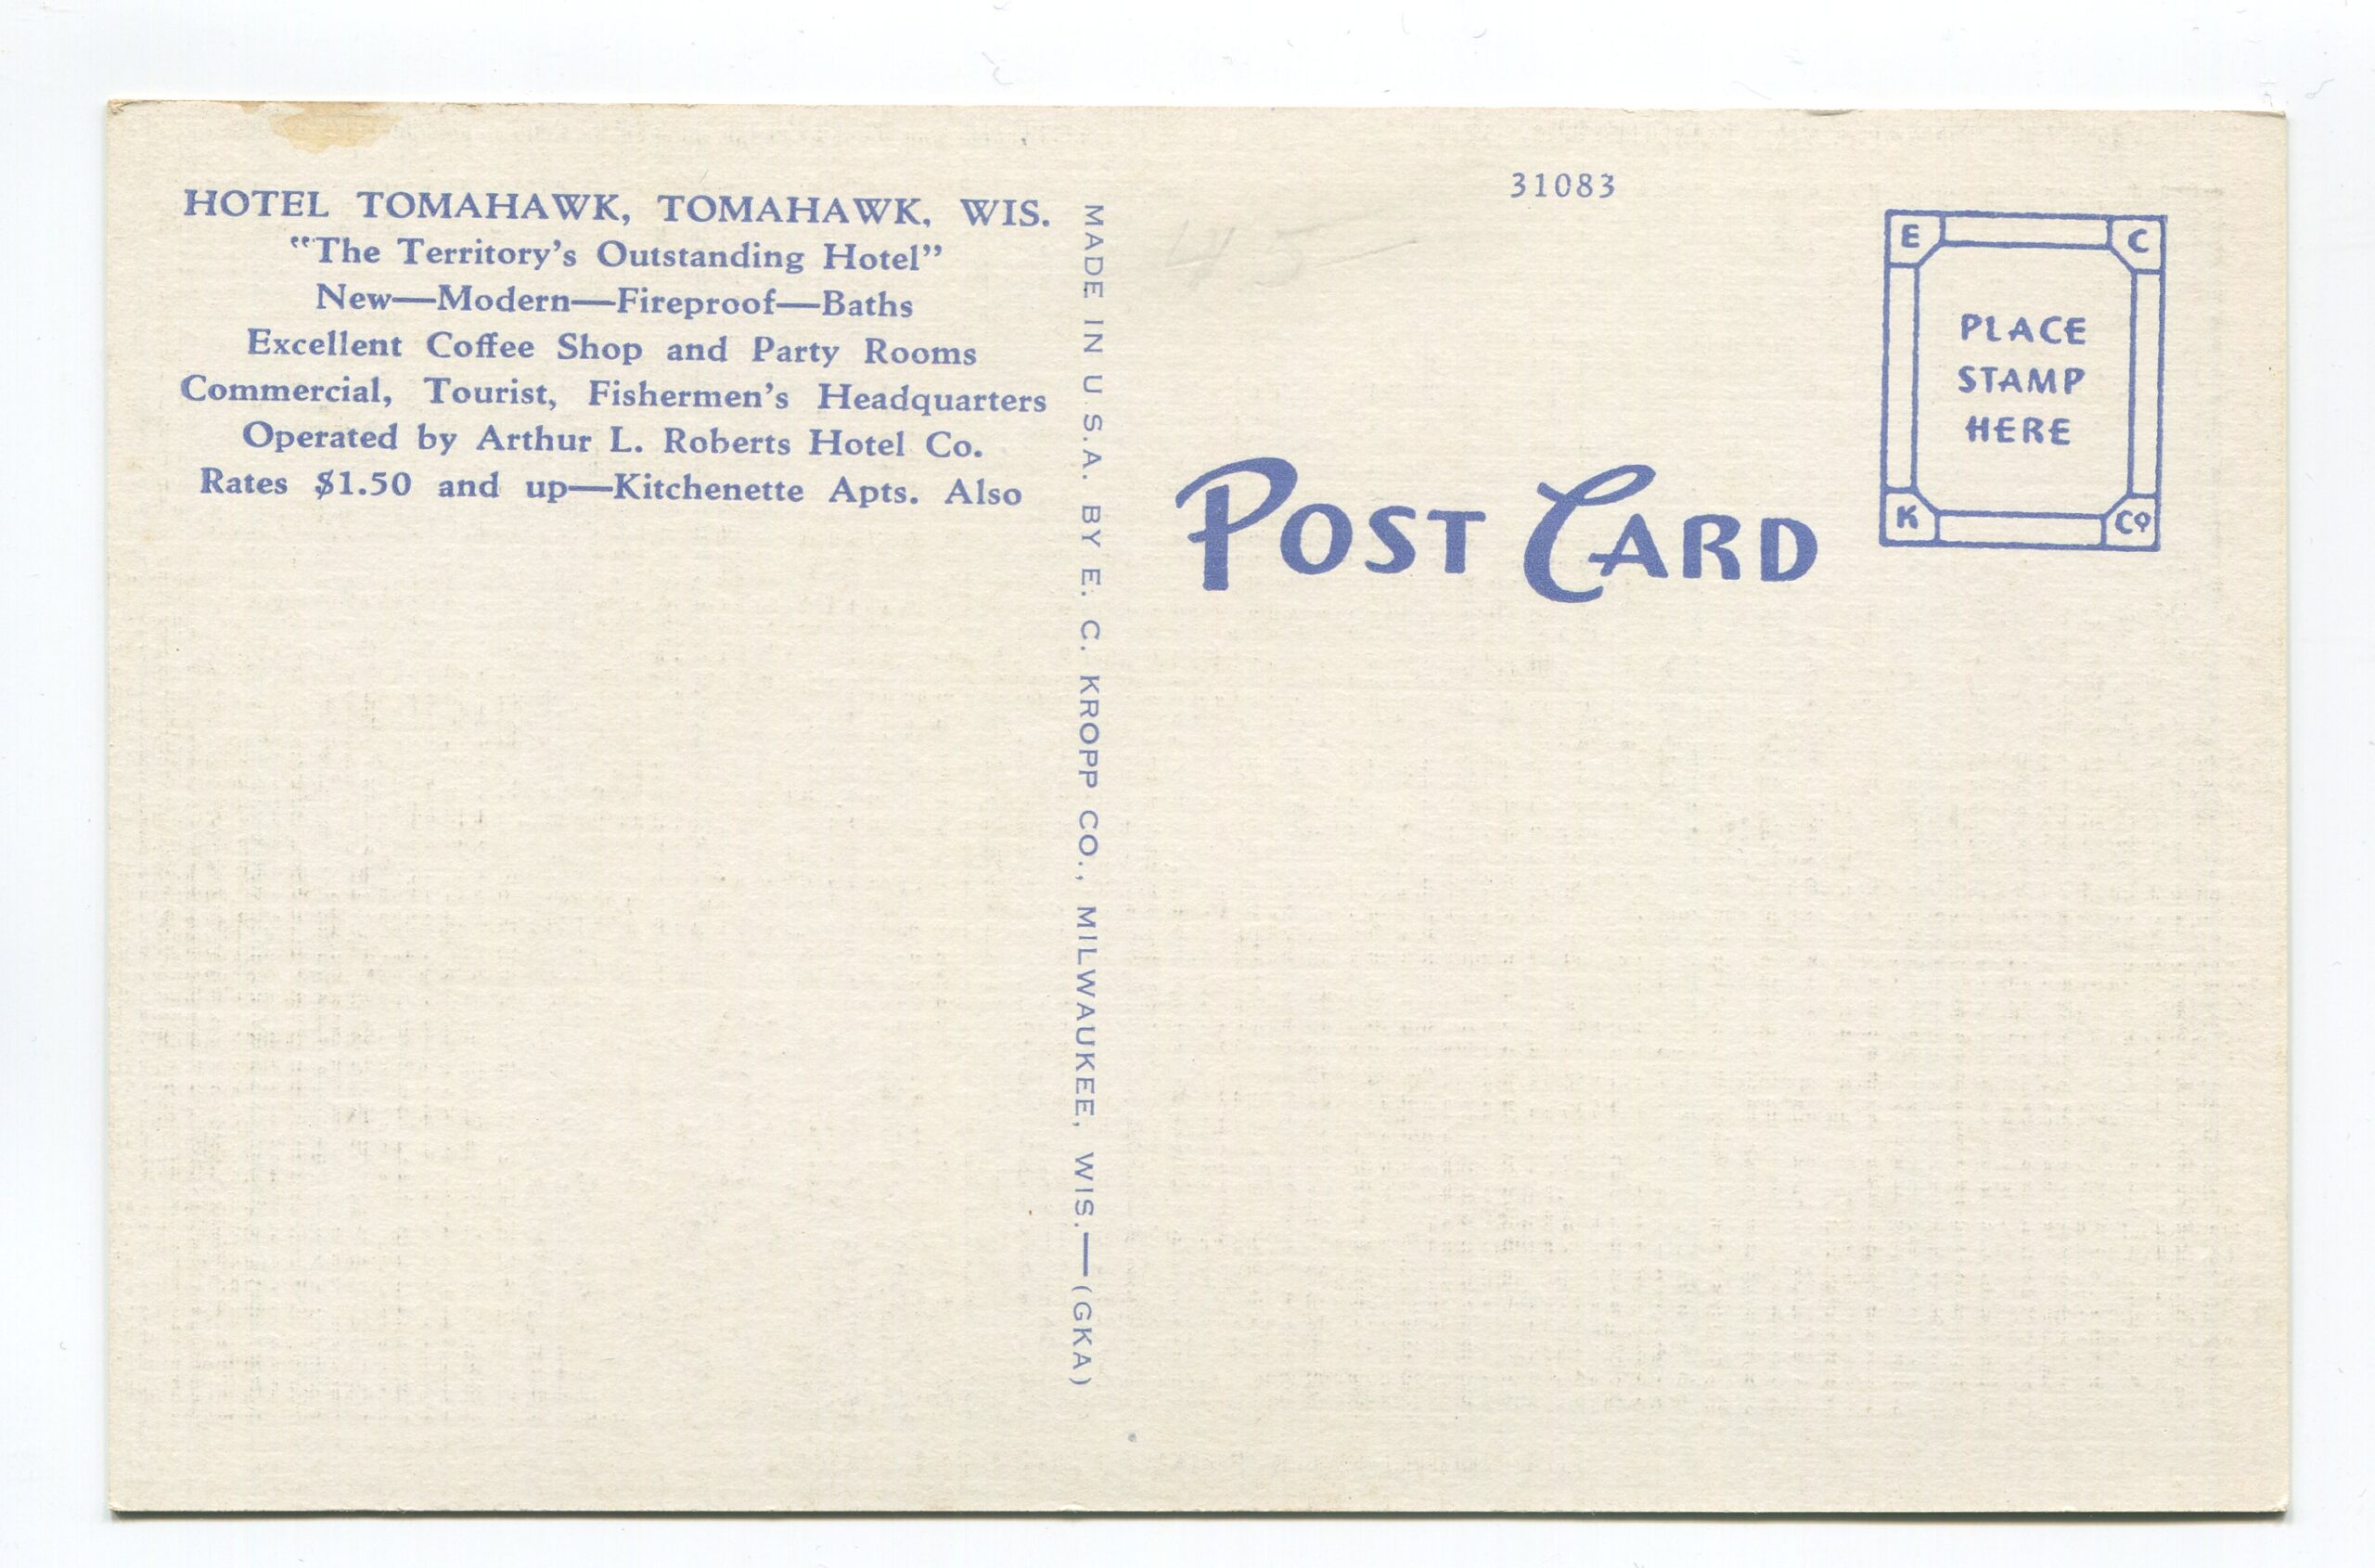 HOTEL TOMAHAWK, TOMAHAWK, WIS.
"The Territory's Outstanding Hotel"
New—Modern—Fireproof—Baths
Excellent Coffee Shop and Party Rooms
Commercial, Tourist, Fishermen's Headquarters
Operated by Arthur L. Roberts Hotel Co.
Rates $1.50 and up—Kitchenette Apts. Also
MADE IN U S.A. BY E. C. KROPP CO., MILWAUKEE, WIS.—(GKA)
45
31083
POST CARD
E C
PLACE
STAMP
HERE
K Co